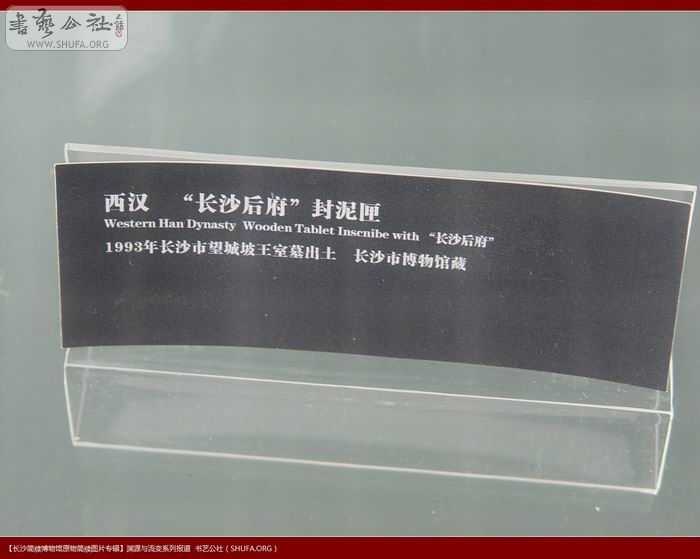 書藝公社
WWW.SHUFA.ORG
西汉 “长沙后府”封泥匣
Western Han Dynasty Wooden Tablet Inscnibe with “长沙后府”
1993年长沙市望城坡王室墓出土 长沙市博物馆藏
【长沙简牍博物馆原物简牍图片专辑】渊源与流变系列报道 书艺公社（SHUFA.ORG）